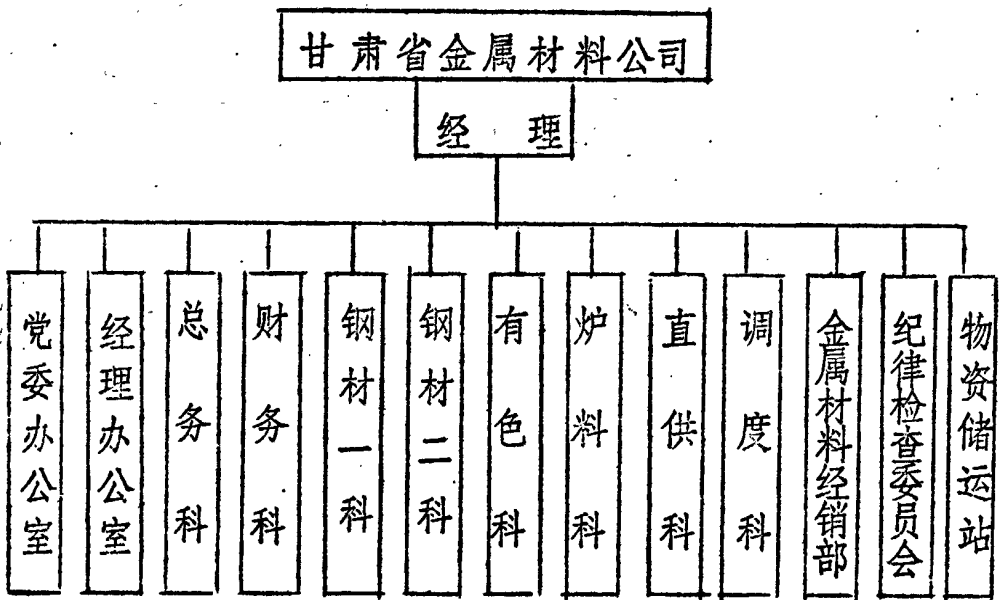 甘肃省金属材料公司
经理
党委办公室
经理办公室
总务科
财务科
钢材一科
钢材二科
有色科
炉料科
直供科
调度科
金属材料经销部
纪律检查委员会
物资储运站